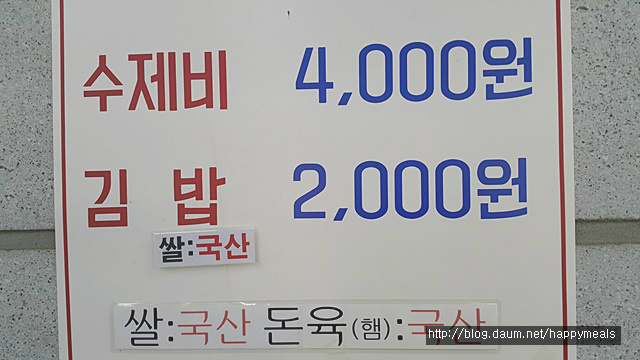 수제비 4,000원
김 밥 2,000원
쌀:국산
쌀:국산 돈육(햄):국산
http://blog.daum.net/happymeals